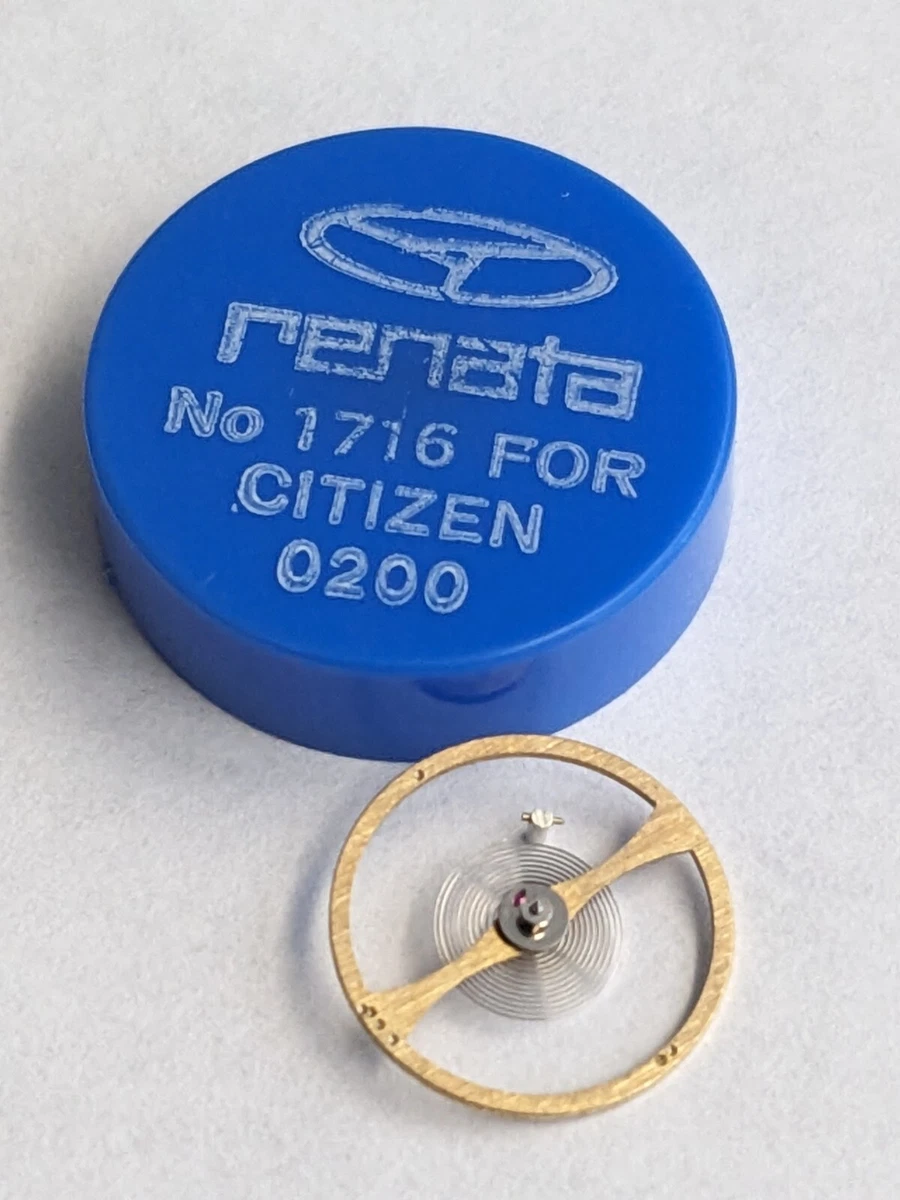 renata
No 1716 FOR
CITIZEN
0200